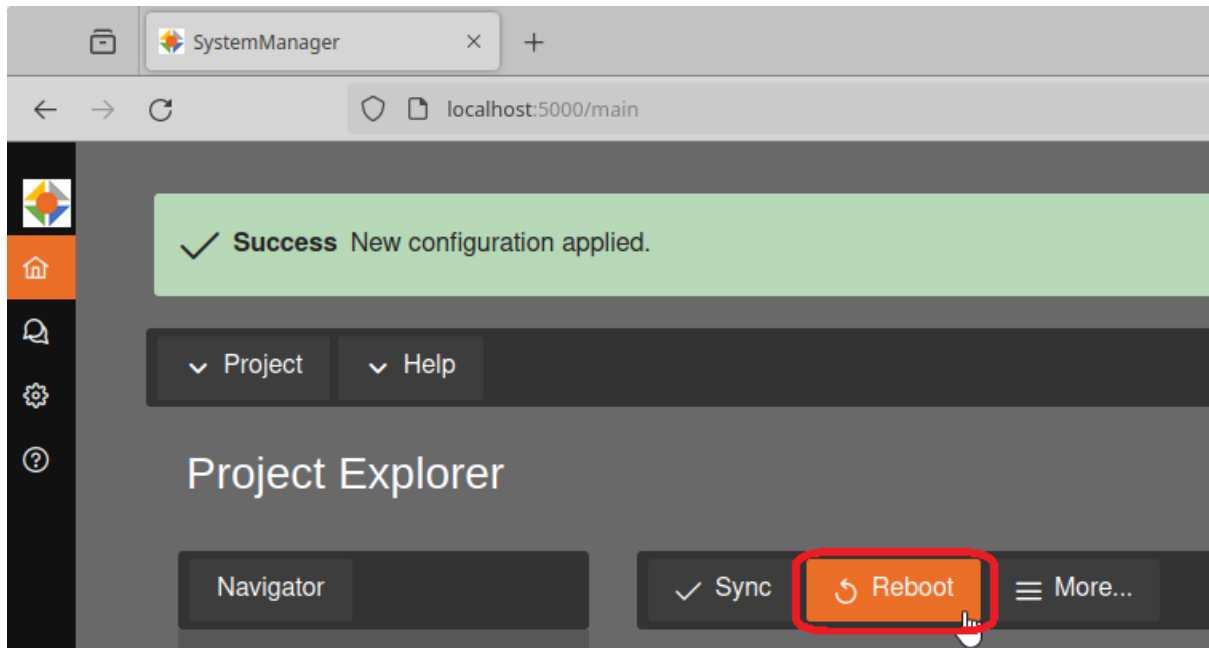 SystemManager
localhost:5000/main
Success New configuration applied.
Project Help
Project Explorer
Navigator
Sync Reboot More...